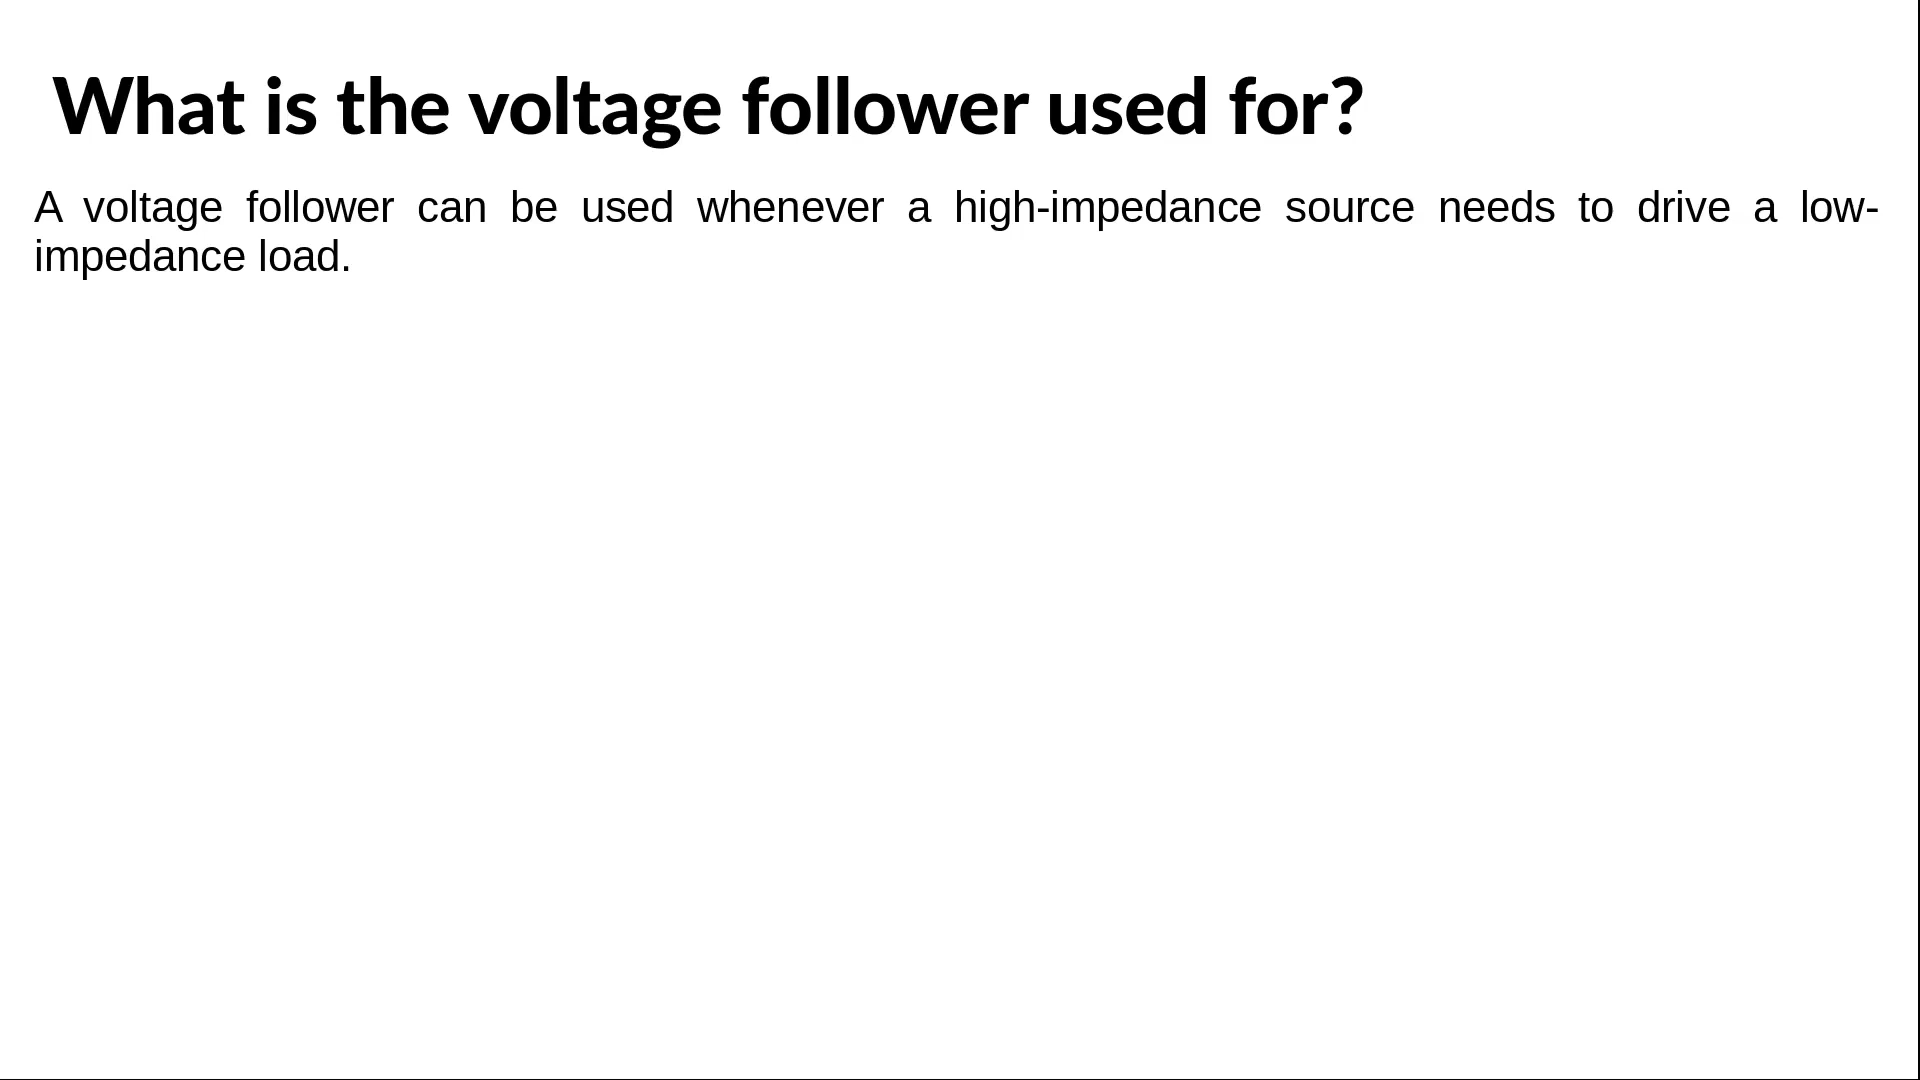 What is the voltage follower used for?
A voltage follower can be used whenever a high-impedance source needs to drive a low-
impedance load.